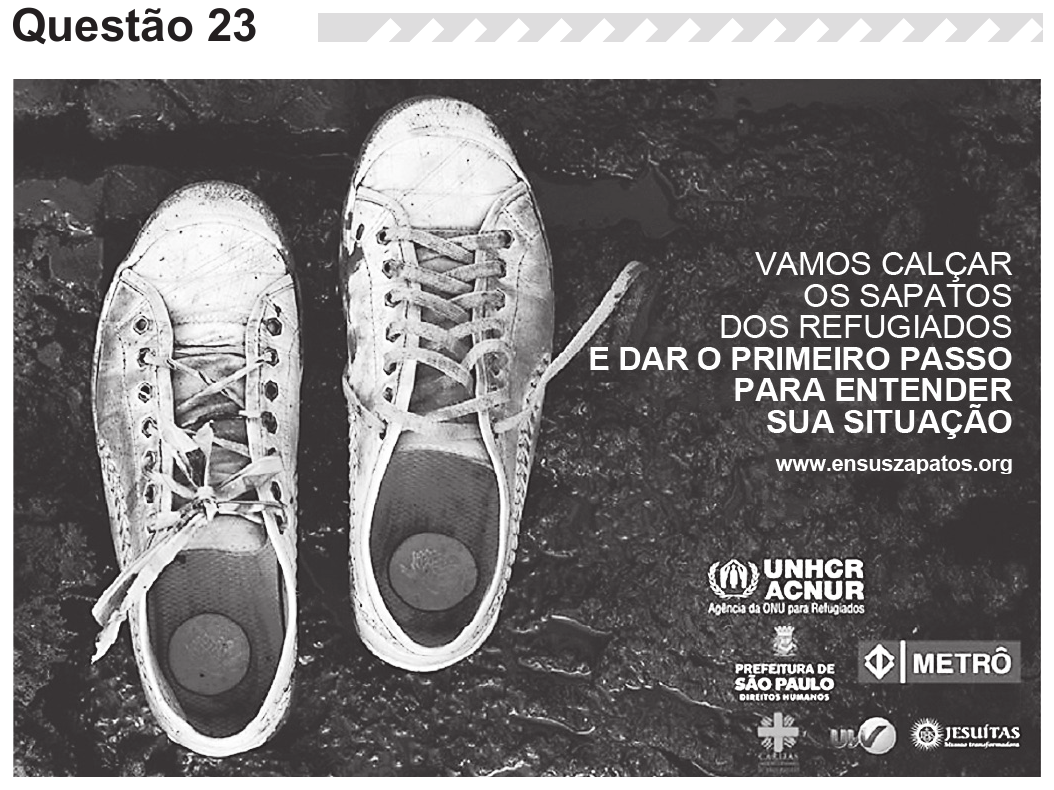 Questão 23
VAMOS CALÇAR
OS SAPATOS
DOS REFUGIADOS
E DAR O PRIMEIRO PASSO
PARA ENTENDER
SUA SITUAÇÃO
www.ensuszapatos.org
UNHCR
ACNUR
Agência da ONU para Refugiados
PREFEITURA DE
SÃO PAULO
DIREITOS HUMANOS
METRÔ
CARITAS
JESUÍTAS